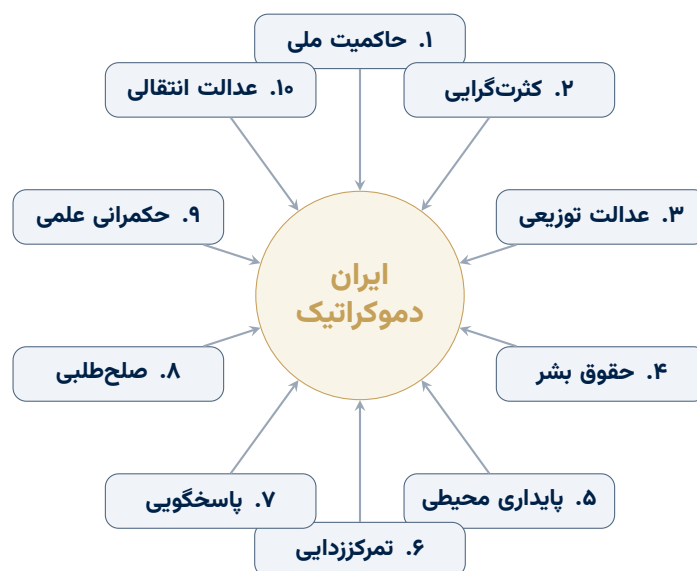 ۱. حاکمیت ملی
۲. کثرت‌گرایی
۳. عدالت توزیعی
۴. حقوق بشر
۵. پایداری محیطی
۶. تمرکززدایی
۷. پاسخگویی
۸. صلح‌طلبی
۹. حکمرانی علمی
۱۰. عدالت انتقالی
ایران
دموکراتیک